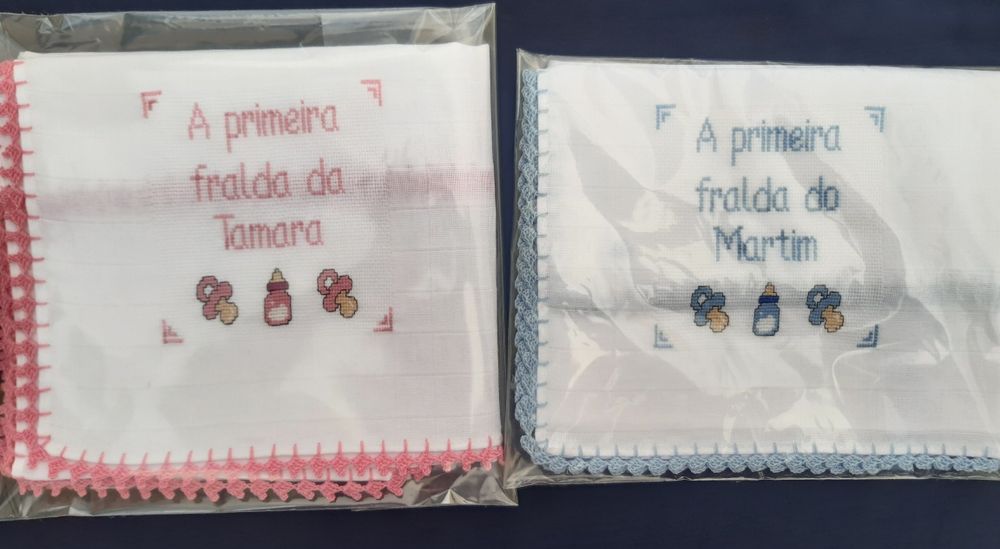 A primeira
fralda da
Tamara
A primeira
fralda do
Martim